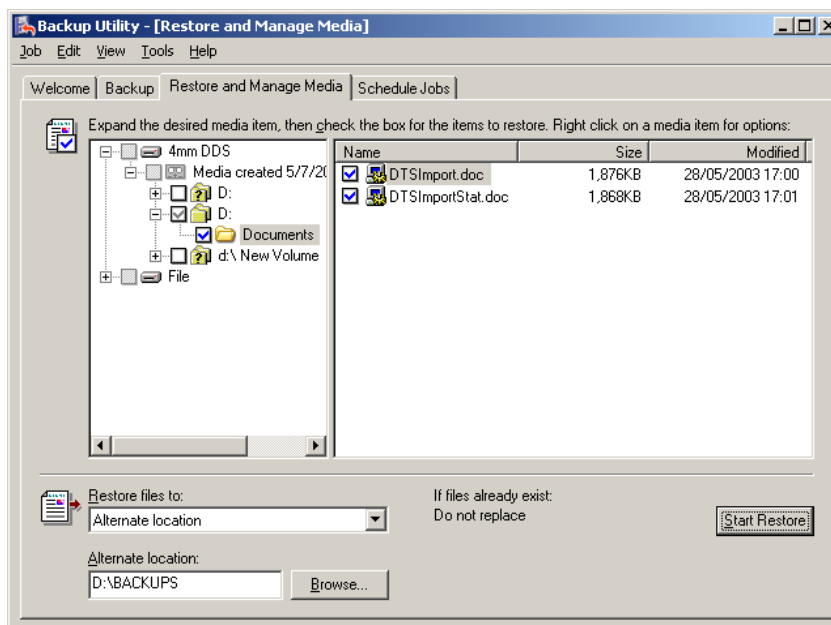 Backup Utility - [Restore and Manage Media]
Job Edit View Tools Help
Welcome Backup Restore and Manage Media Schedule Jobs
Expand the desired media item, then check the box for the items to restore. Right click on a media item for options:
4mm DDS
Media created 5/7/20
D:
D:
Documents
d:\ New Volume
File
Name Size Modified
DTSImport.doc 1,876KB 28/05/2003 17:00
DTSImportStat.doc 1,868KB 28/05/2003 17:01
Restore files to:
Alternate location
If files already exist:
Do not replace
Start Restore
Alternate location:
D:\BACKUPS
Browse...